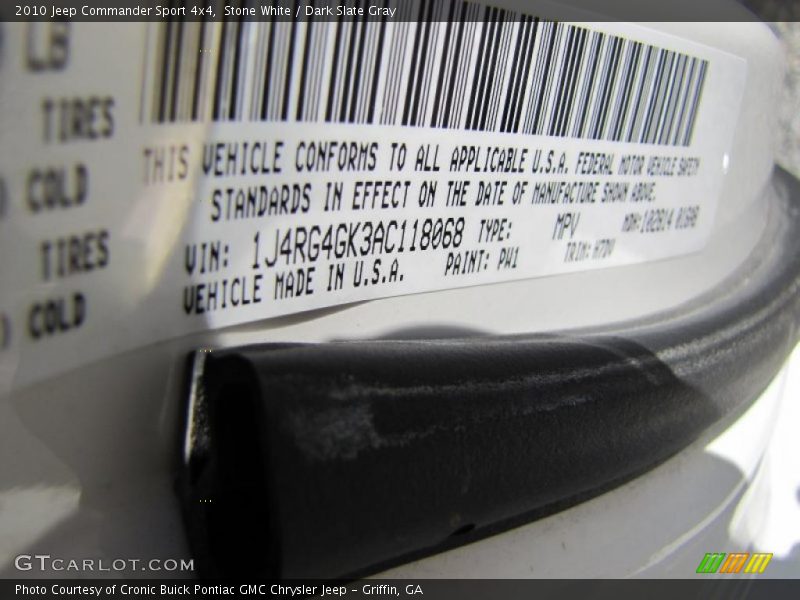 2010 Jeep Commander Sport 4x4, Stone White / Dark Slate Gray
LB
TIRES
COLD
TIRES
COLD
THIS VEHICLE CONFORMS TO ALL APPLICABLE U.S.A. FEDERAL MOTOR VEHICLE SAFETY
STANDARDS IN EFFECT ON THE DATE OF MANUFACTURE SHOWN ABOVE.
VIN: 1J4RG4GK3AC118068 TYPE: MPV MDH:
VEHICLE MADE IN U.S.A. PAINT: PW1 TRIM:
GTCARLOT.COM
Photo Courtesy of Cronic Buick Pontiac GMC Chrysler Jeep - Griffin, GA